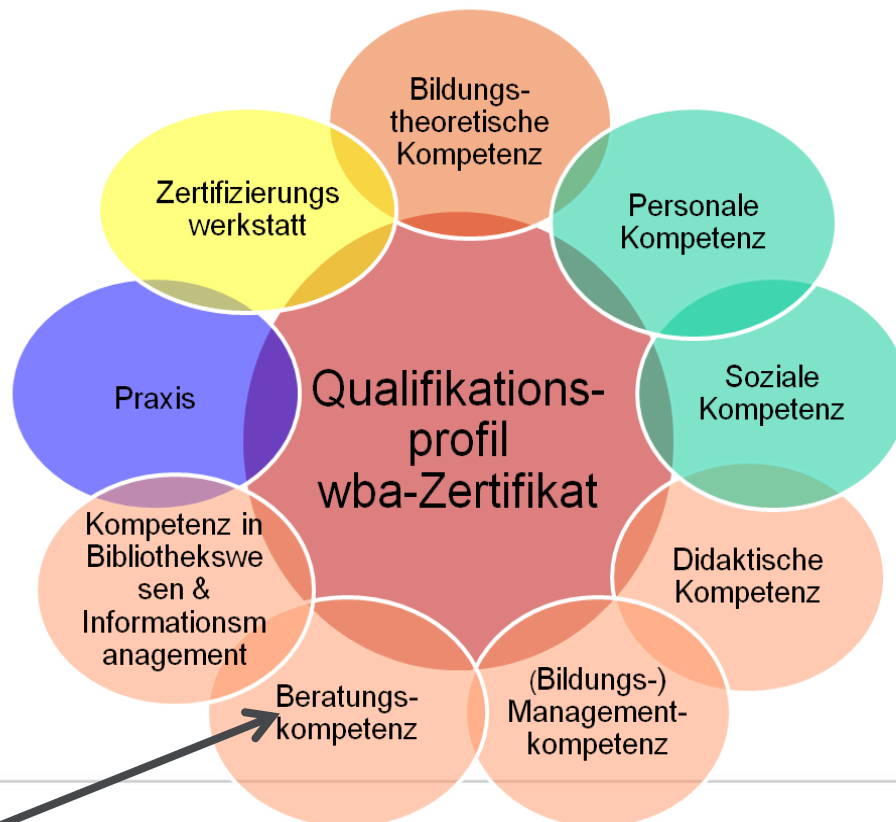 Bildungs-
theoretische
Kompetenz
Zertifizierungs
werkstatt
Personale
Kompetenz
Praxis
Qualifikations-
profil
wba-Zertifikat
Soziale
Kompetenz
Kompetenz in
Bibliothekswe
sen &
Informationsm
anagement
Didaktische
Kompetenz
Beratungs-
kompetenz
(Bildungs-)
Management-
kompetenz